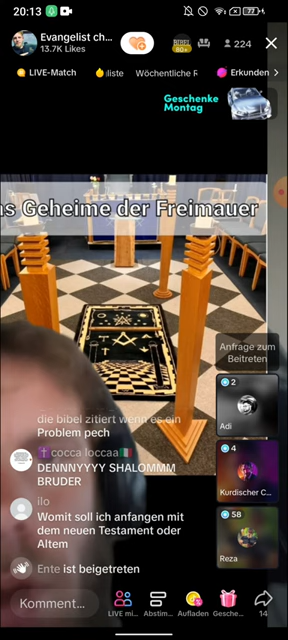 20:13
77
Evangelist ch...
13.7K Likes
80+
224
LIVE-Match
liste
Wöchentliche R
Erkunden
Geschenke
Montag
as Geheime der Freimauer
Anfrage zum
Beitreten
2
Adi
4
Kurdischer C...
58
Reza
die bibel zitiert wenn es ein
Problem pech
cocca loccaa
DENNNYYYY SHALOMMM
BRUDER
ilo
Womit soll ich anfangen mit
dem neuen Testament oder
Altem
Ente ist beigetreten
Komment...
LIVE mi...
Abstim...
Aufladen
Gesche...
14